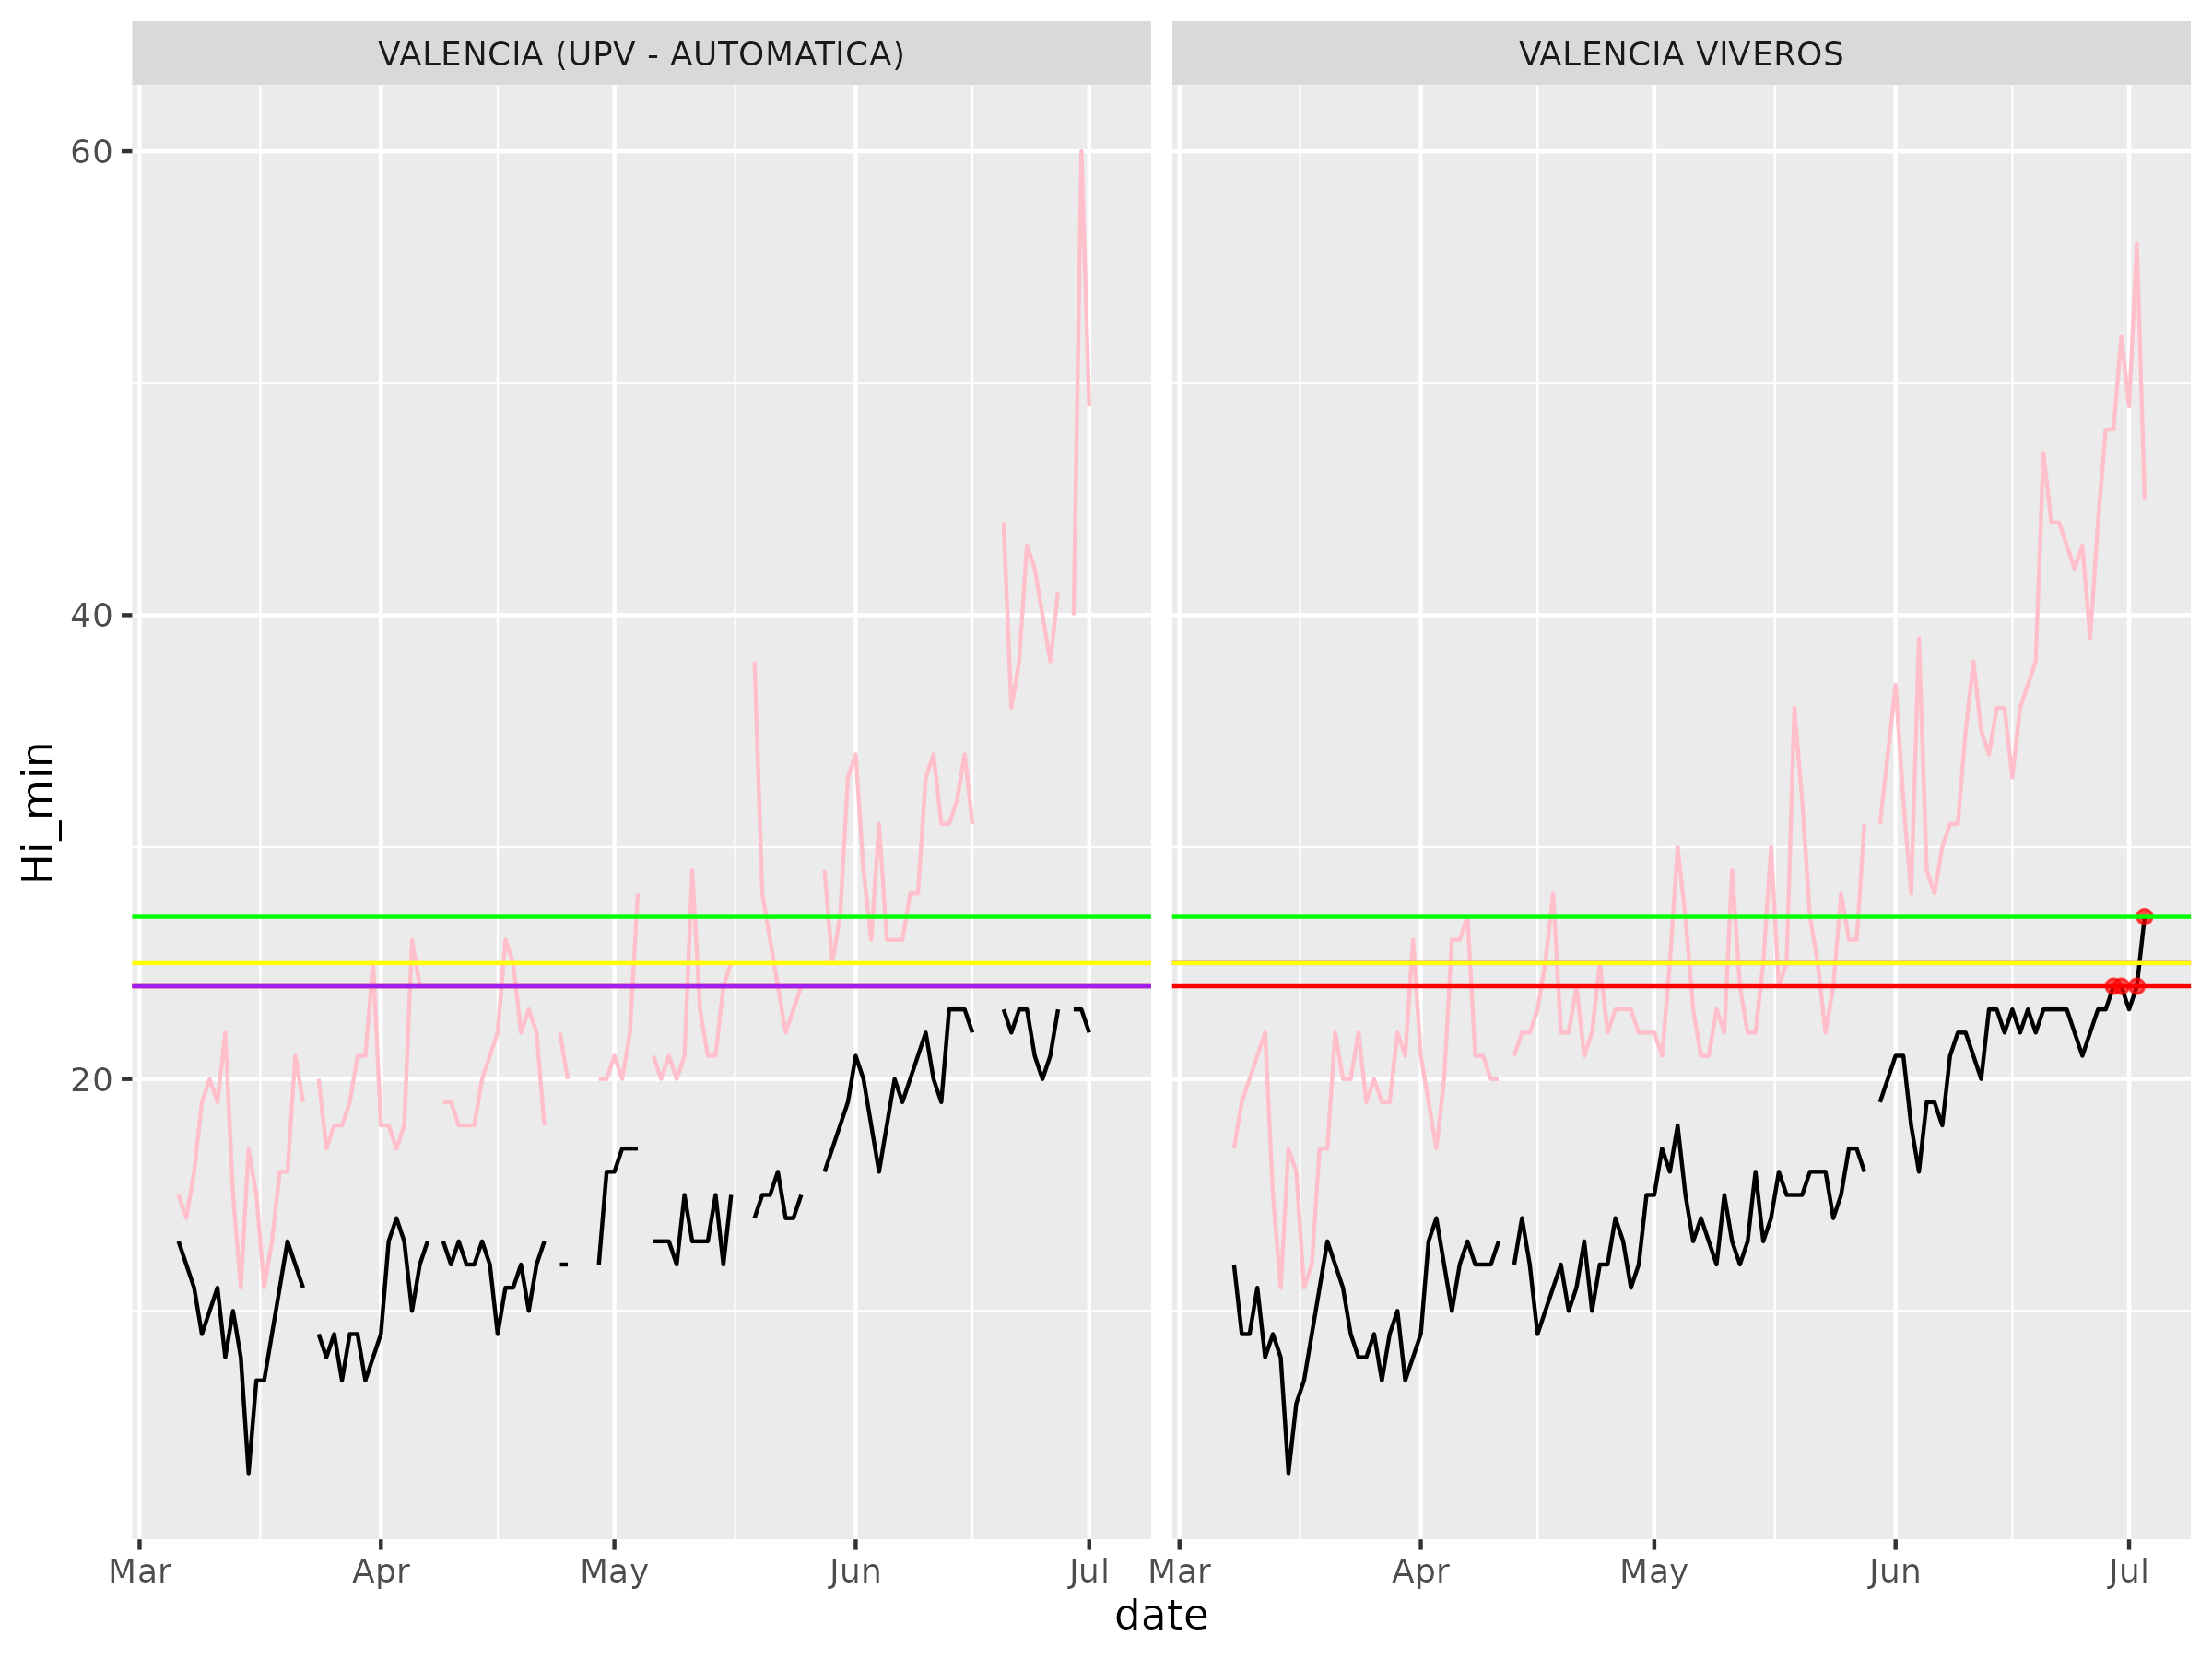 VALENCIA (UPV - AUTOMATICA)
VALENCIA VIVEROS
60
40
20
Hi_min
Mar Apr May Jun Jul
Mar Apr May Jun Jul
date